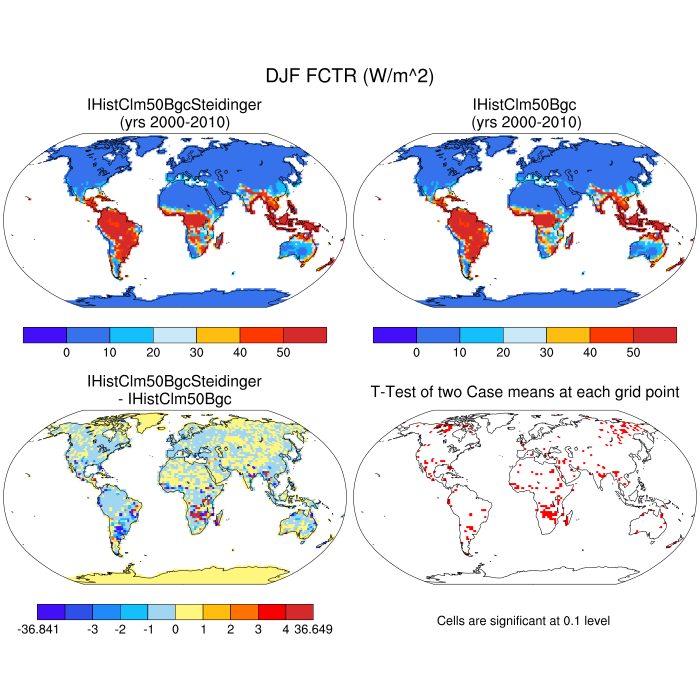 DJF FCTR (W/m^2)
IHistClm50BgcSteidinger
(yrs 2000-2010)
IHistClm50Bgc
(yrs 2000-2010)
0 10 20 30 40 50
0 10 20 30 40 50
IHistClm50BgcSteidinger
- IHistClm50Bgc
T-Test of two Case means at each grid point
-36.841 -3 -2 -1 0 1 2 3 4 36.649
Cells are significant at 0.1 level